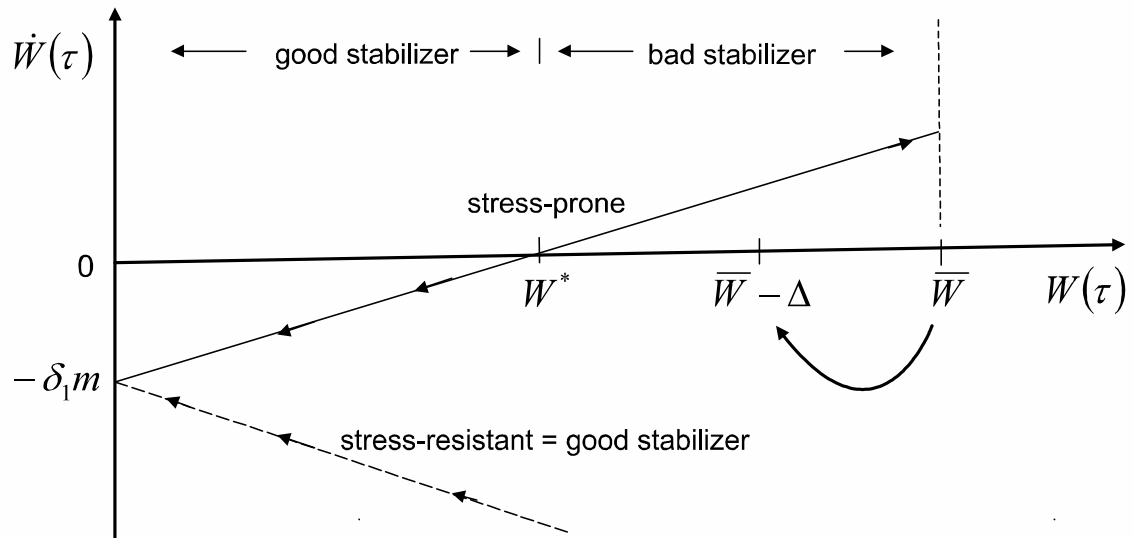 Ẇ(τ)
good stabilizer
bad stabilizer
stress-prone
0
W*
W̅ − Δ
W̅
W(τ)
− δ₁m
stress-resistant = good stabilizer